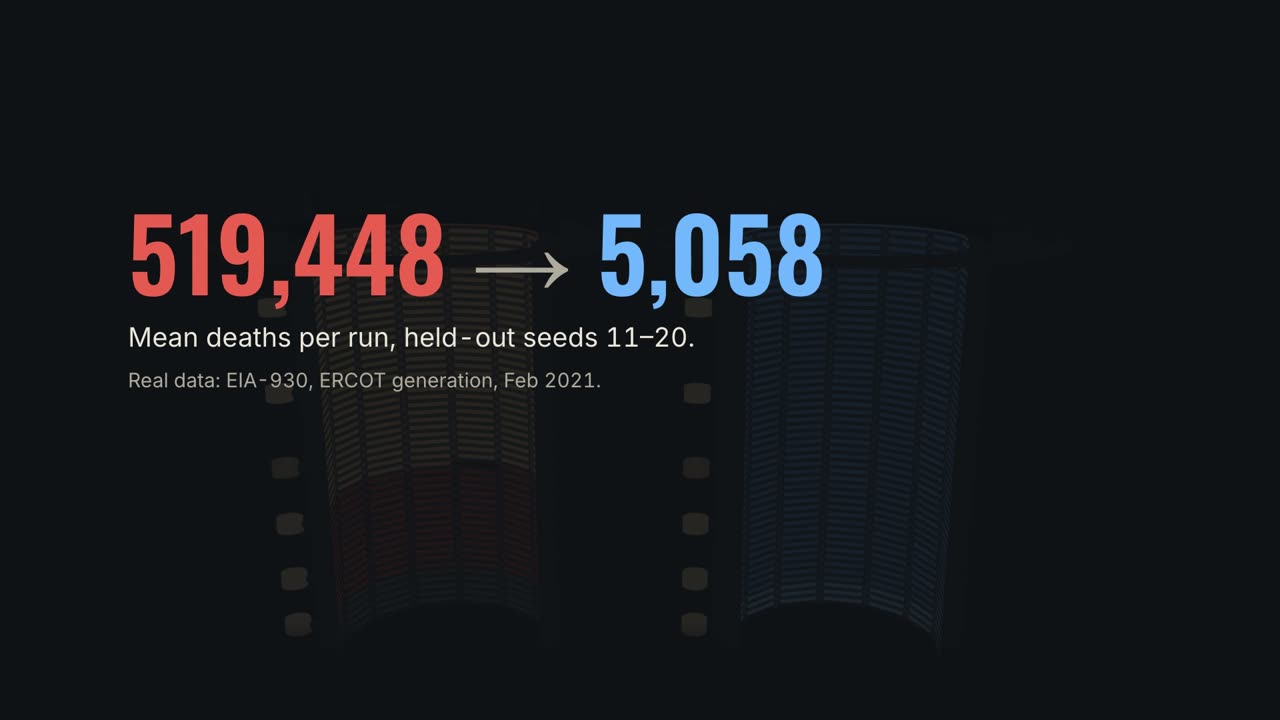 519,448 → 5,058
Mean deaths per run, held-out seeds 11–20.
Real data: EIA-930, ERCOT generation, Feb 2021.